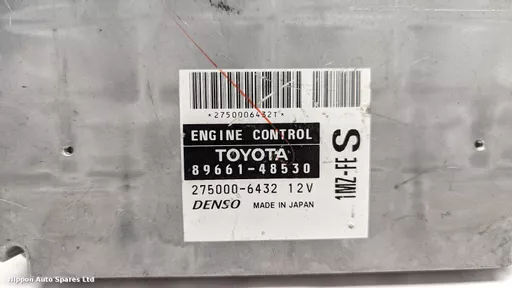 *2750006432T*
ENGINE CONTROL
TOYOTA
89661-48530
275000-6432 12V
DENSO MADE IN JAPAN
1MZ-FE S
Nippon Auto Spares Ltd